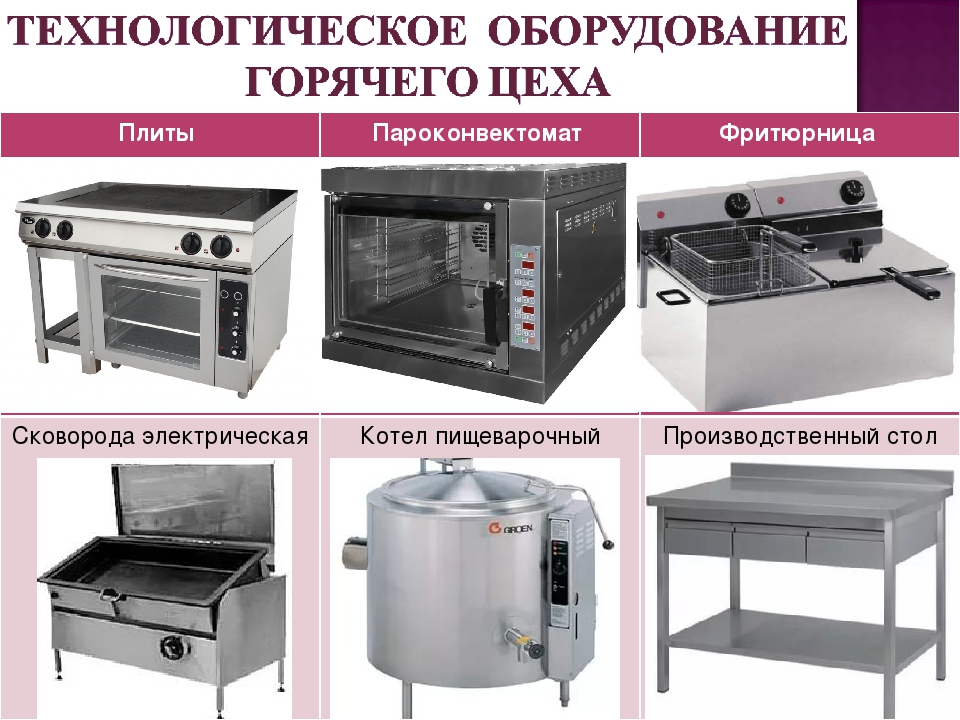 ТЕХНОЛОГИЧЕСКОЕ ОБОРУДОВАНИЕ
ГОРЯЧЕГО ЦЕХА
Плиты Пароконвектомат Фритюрница
Сковорода электрическая Котел пищеварочный Производственный стол
GROEN